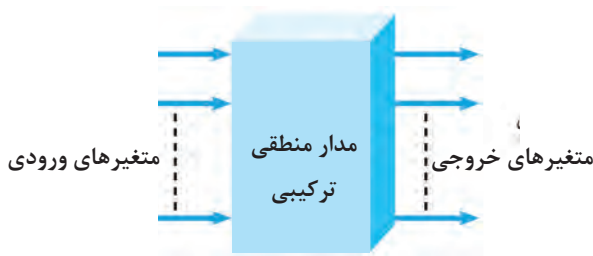 مدار منطقی
ترکیبی
متغیرهای خروجی
متغیرهای ورودی